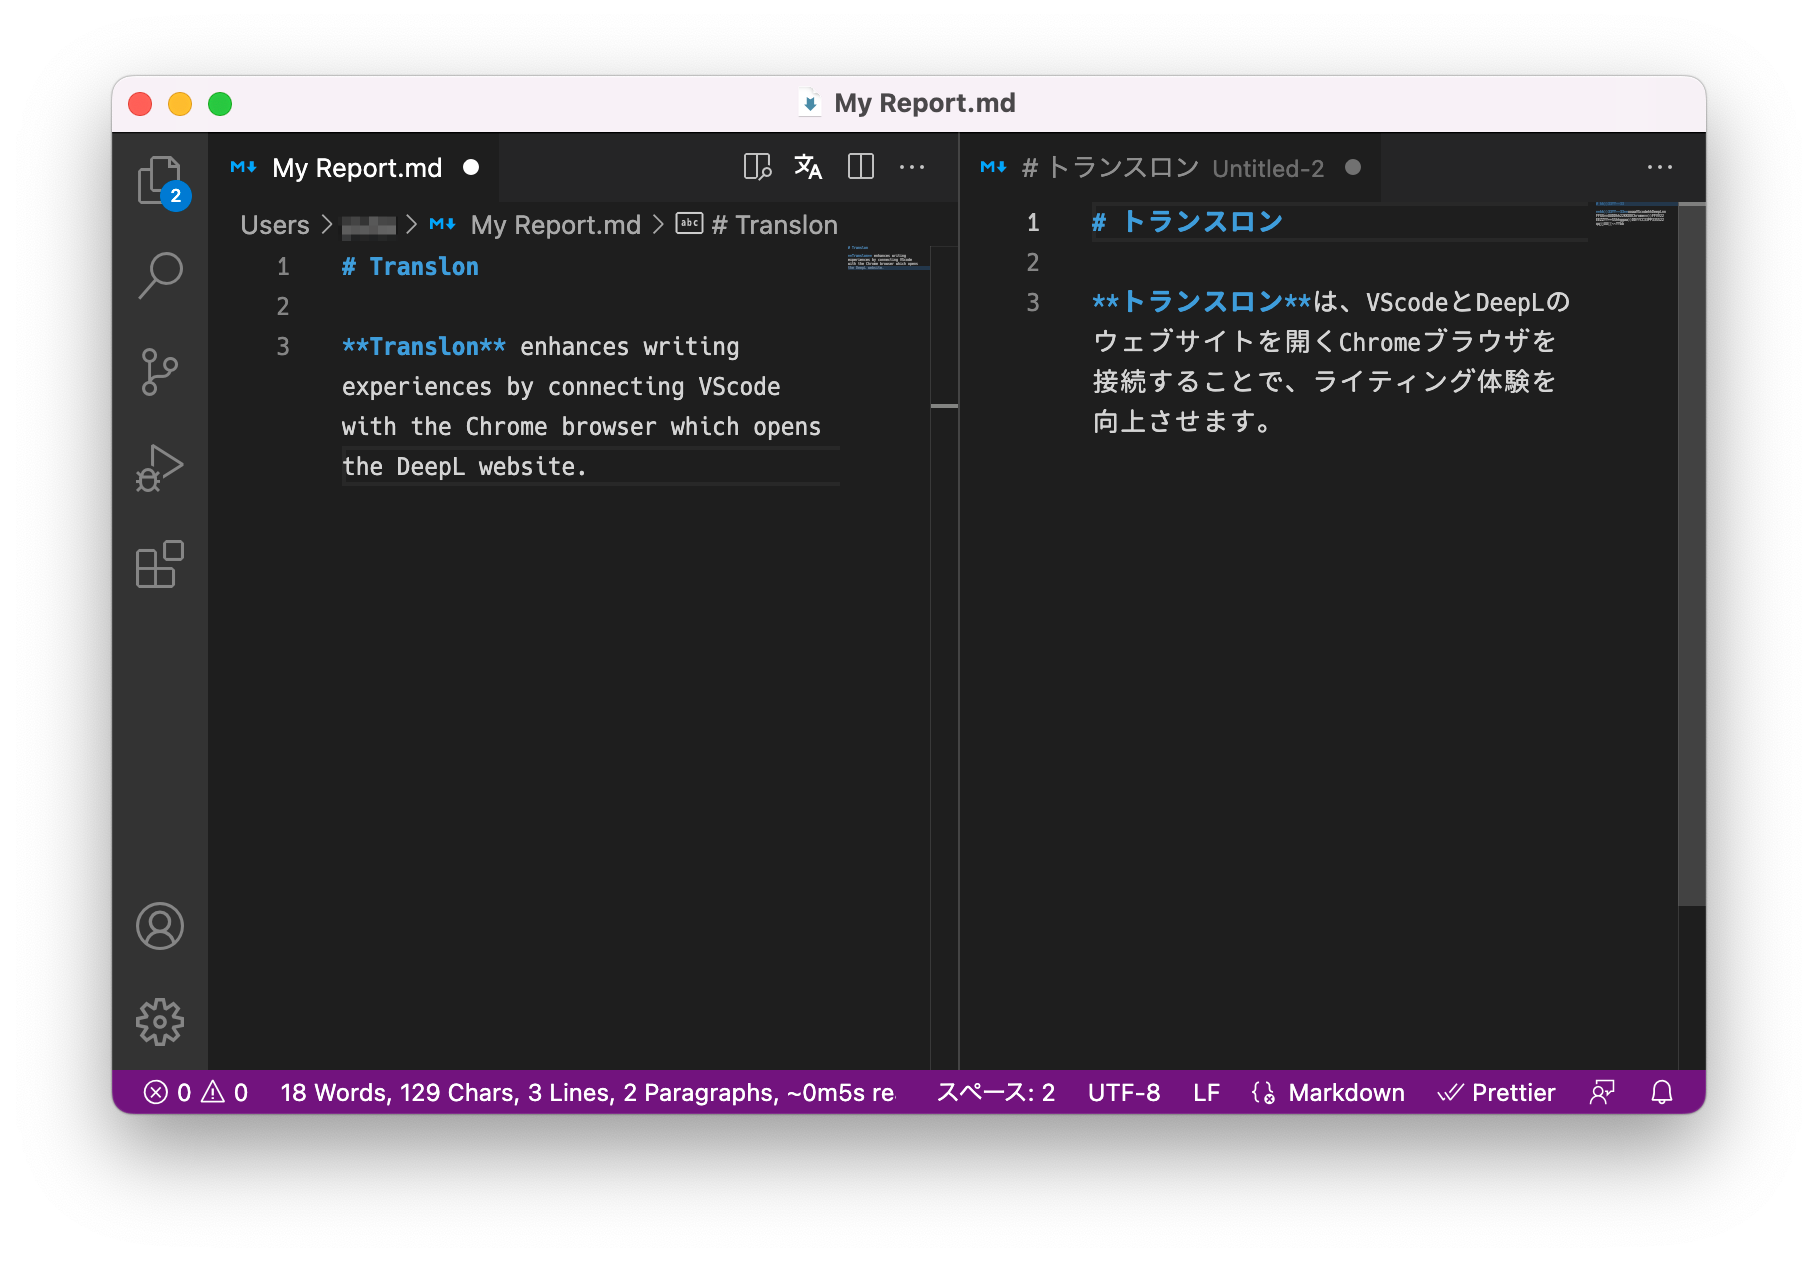 My Report.md
2
My Report.md
Users > My Report.md > # Translon
1 # Translon
2
3 **Translon** enhances writing
experiences by connecting VScode
with the Chrome browser which opens
the DeepL website.
# トランスロン Untitled-2
1 # トランスロン
2
3 **トランスロン**は、VScodeとDeepLの
ウェブサイトを開くChromeブラウザを
接続することで、ライティング体験を
向上させます。
0 0 18 Words, 129 Chars, 3 Lines, 2 Paragraphs, ~0m5s re スペース: 2 UTF-8 LF Markdown Prettier